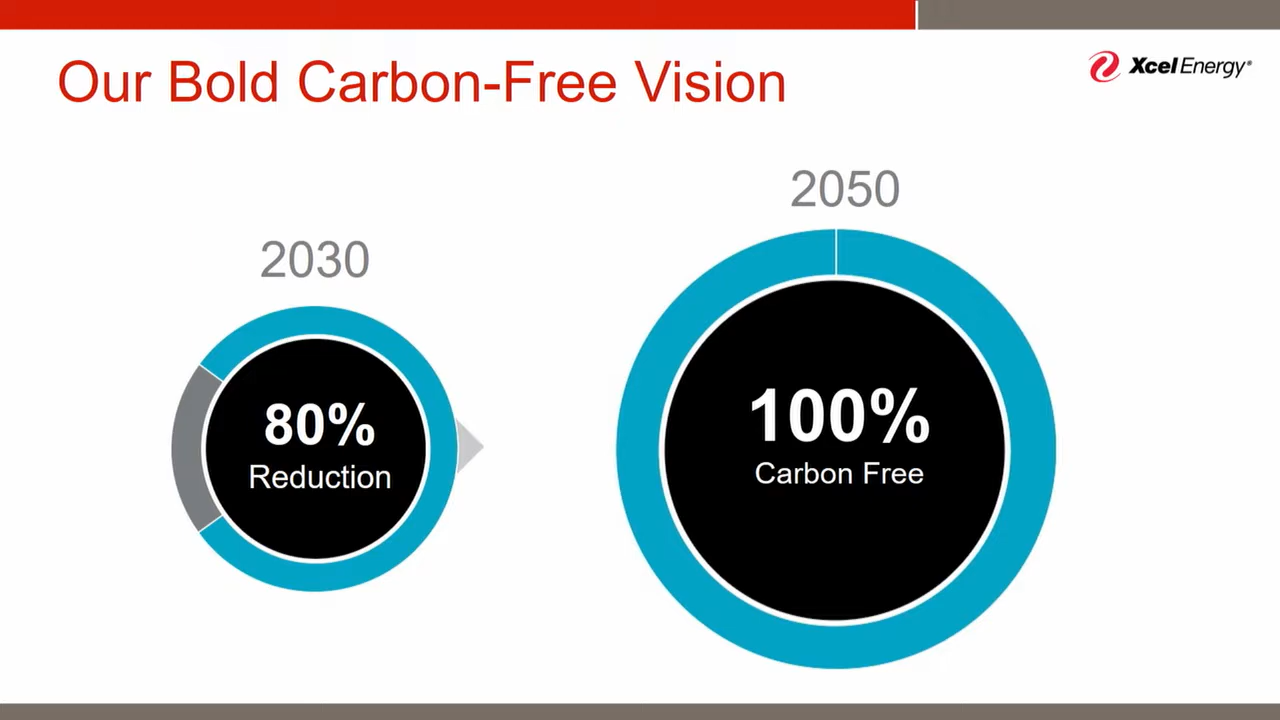 Our Bold Carbon-Free Vision
Xcel Energy®
2030
80%
Reduction
2050
100%
Carbon Free